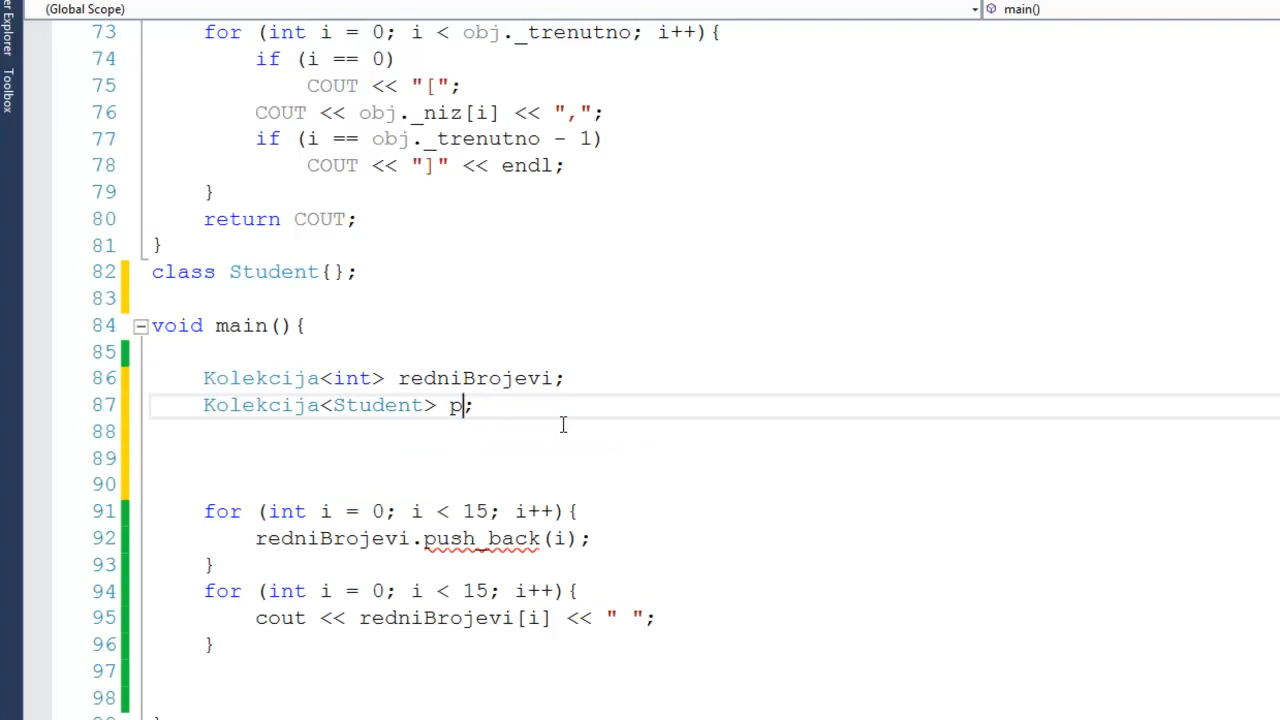 (Global Scope)
main()
er Explorer
Toolbox
73 for (int i = 0; i < obj._trenutno; i++){
74 if (i == 0)
75 COUT << "[";
76 COUT << obj._niz[i] << ",";
77 if (i == obj._trenutno - 1)
78 COUT << "]" << endl;
79 }
80 return COUT;
81 }
82 class Student{};
83
84 void main(){
85
86 Kolekcija<int> redniBrojevi;
87 Kolekcija<Student> p;
88
89
90
91 for (int i = 0; i < 15; i++){
92 redniBrojevi.push_back(i);
93 }
94 for (int i = 0; i < 15; i++){
95 cout << redniBrojevi[i] << " ";
96 }
97
98